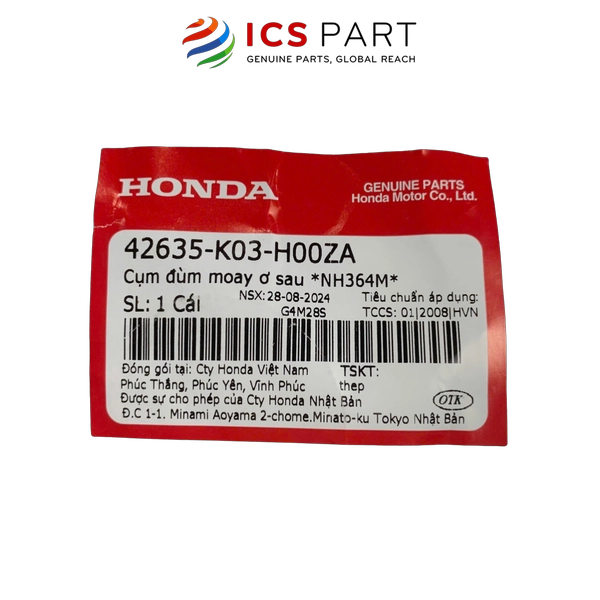 ICS PART
GENUINE PARTS, GLOBAL REACH
HONDA
GENUINE PARTS
Honda Motor Co., Ltd.
42635-K03-H00ZA
Cụm đùm moay ơ sau *NH364M*
SL: 1 Cái
NSX: 28-08-2024
G4M28S
Tiêu chuẩn áp dụng:
TCCS: 01|2008|HVN
Đóng gói tại: Cty Honda Việt Nam
TSKT:
Phúc Thắng, Phúc Yên, Vĩnh Phúc
thep
Được sự cho phép của Cty Honda Nhật Bản
OTK
Đ.C 1-1. Minami Aoyama 2-chome.Minato-ku Tokyo Nhật Bản